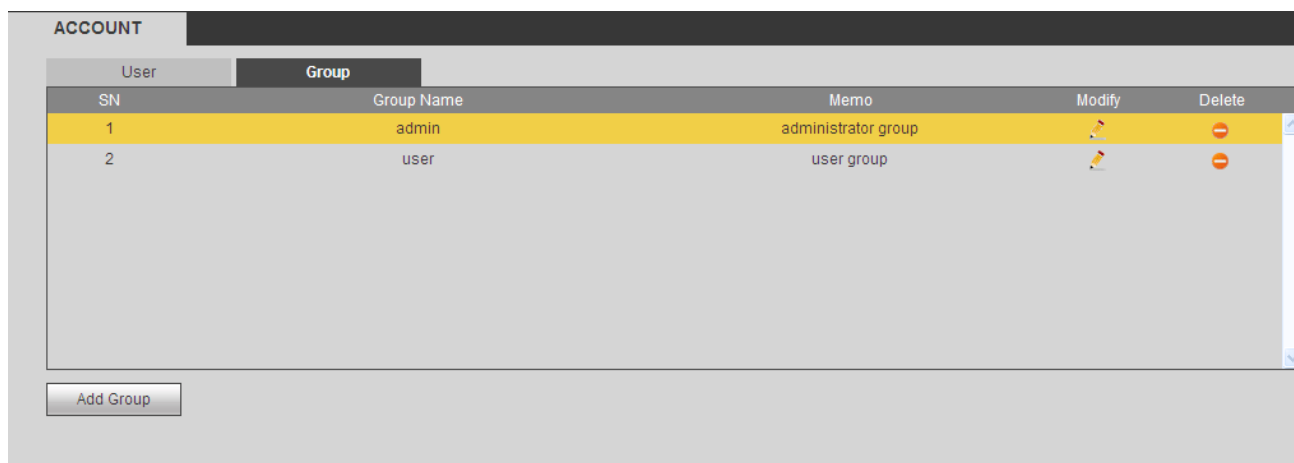 ACCOUNT
User Group
SN Group Name Memo Modify Delete
1 admin administrator group
2 user user group
Add Group